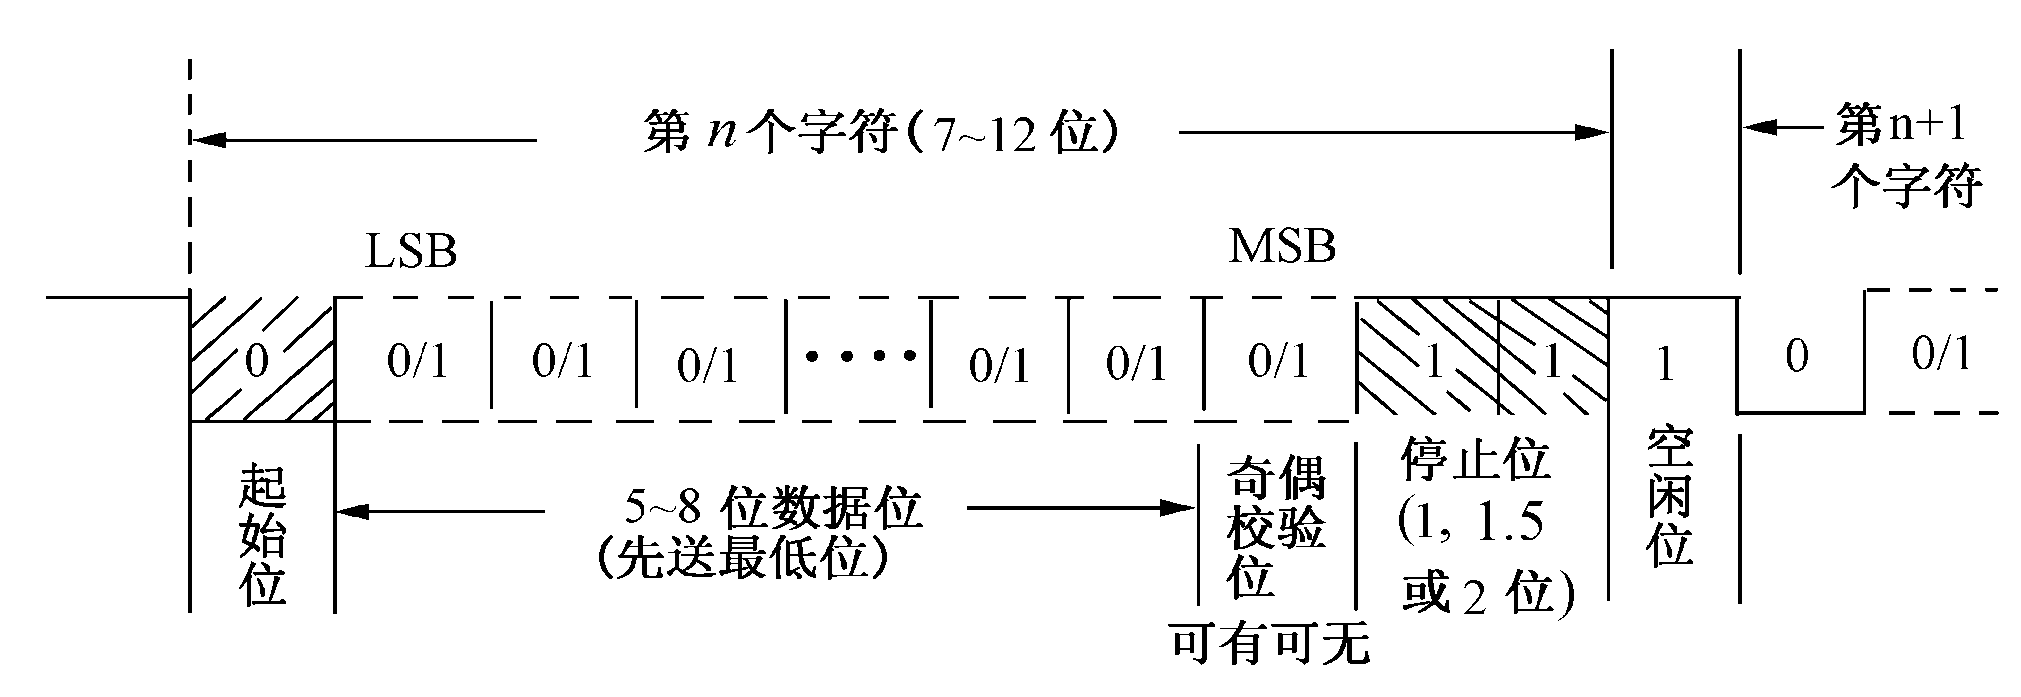 第 n 个字符(7~12 位)
第n+1
个字符
LSB
MSB
0
0/1
0/1
0/1
····
0/1
0/1
0/1
1
1
1
0
0/1
起始位
5~8 位数据位
(先送最低位)
奇偶
校验
位
可有可无
停止位
(1, 1.5
或 2 位)
空闲位